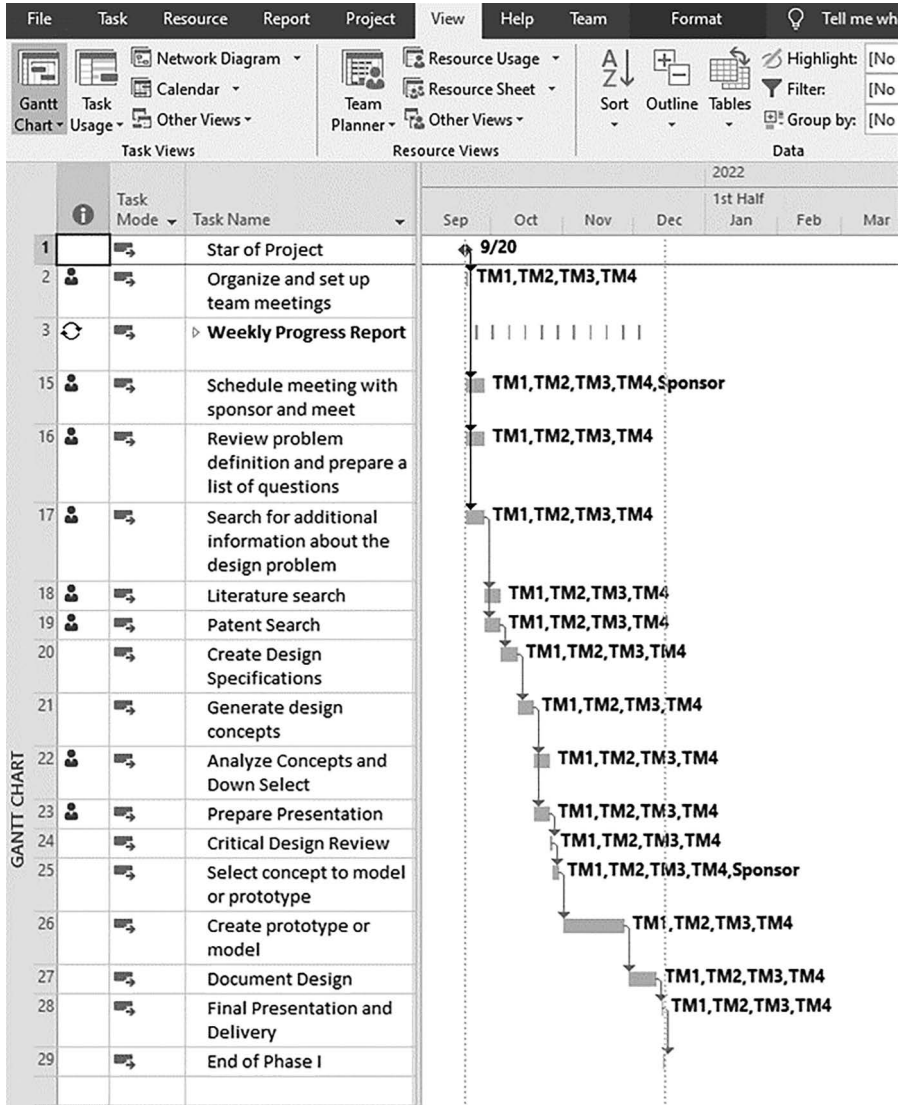 File Task Resource Report Project View Help Team Format Tell me wh
Network Diagram Resource Usage Highlight: [No
Calendar Resource Sheet Filter: [No
Gantt Chart Task Usage Other Views Team Planner Other Views Sort Outline Tables Group by: [No
Task Views Resource Views Data
2022
Task 1st Half
Mode Task Name Sep Oct Nov Dec Jan Feb Mar
1 Star of Project 9/20
2 Organize and set up TM1,TM2,TM3,TM4
team meetings
3 Weekly Progress Report
15 Schedule meeting with TM1,TM2,TM3,TM4,Sponsor
sponsor and meet
16 Review problem TM1,TM2,TM3,TM4
definition and prepare a
list of questions
17 Search for additional TM1,TM2,TM3,TM4
information about the
design problem
18 Literature search TM1,TM2,TM3,TM4
19 Patent Search TM1,TM2,TM3,TM4
20 Create Design TM1,TM2,TM3,TM4
Specifications
21 Generate design TM1,TM2,TM3,TM4
concepts
22 Analyze Concepts and TM1,TM2,TM3,TM4
Down Select
23 Prepare Presentation TM1,TM2,TM3,TM4
24 Critical Design Review TM1,TM2,TM3,TM4
25 Select concept to model TM1,TM2,TM3,TM4,Sponsor
or prototype
26 Create prototype or TM1,TM2,TM3,TM4
model
27 Document Design TM1,TM2,TM3,TM4
28 Final Presentation and TM1,TM2,TM3,TM4
Delivery
29 End of Phase I
GANTT CHART